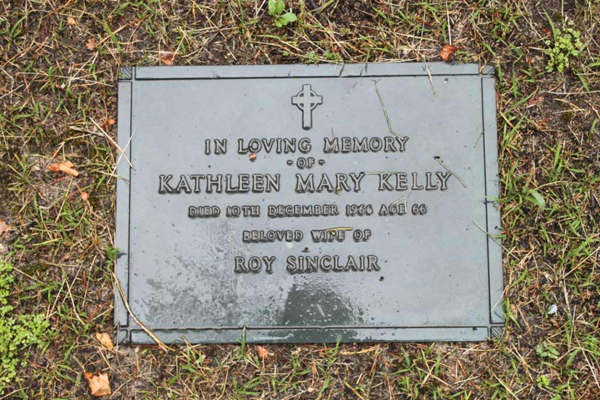 IN LOVING MEMORY
- OF -
KATHLEEN MARY KELLY
DIED 10TH DECEMBER 1966 AGE 66
BELOVED WIFE OF
ROY SINCLAIR